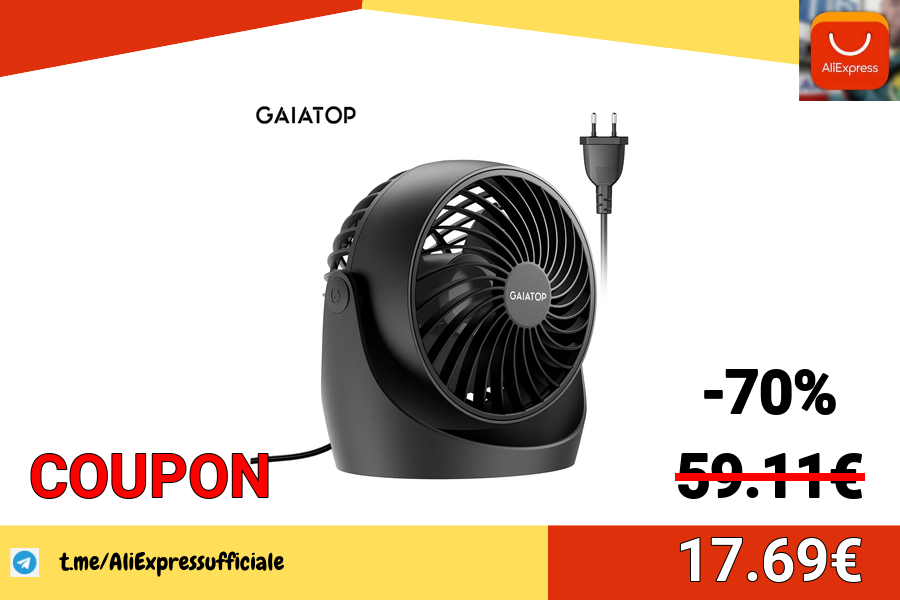 AliExpress
GAIATOP
GAIATOP
-70%
59.11€
COUPON
t.me/AliExpressufficiale
17.69€